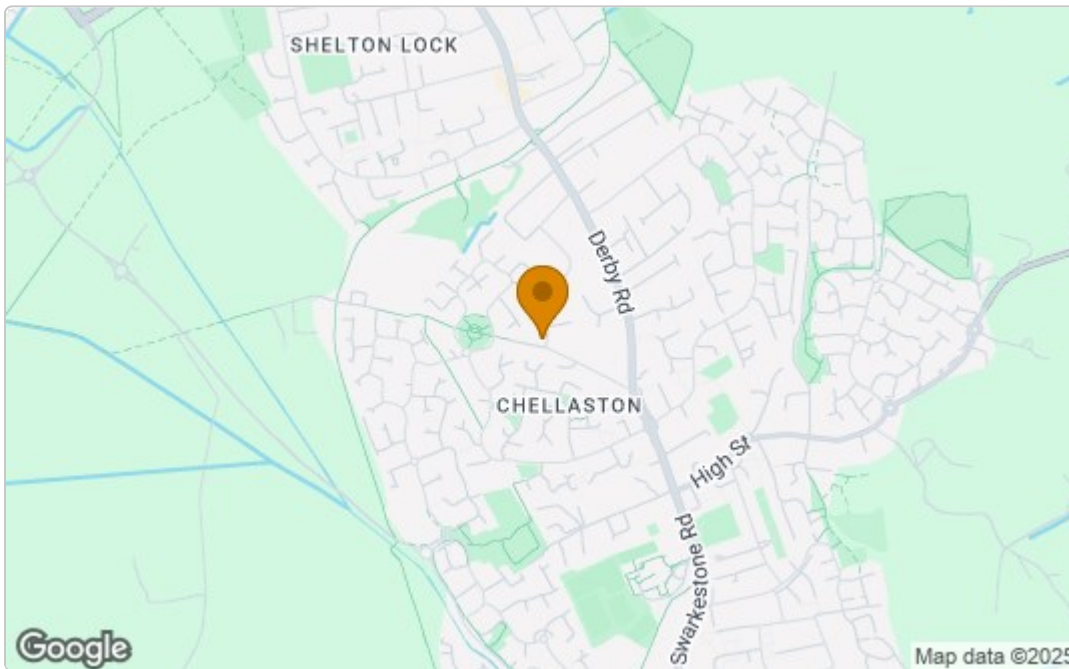 SHELTON LOCK
Derby Rd
CHELLASTON
High St
Swarkestone Rd
Google
Map data ©2025